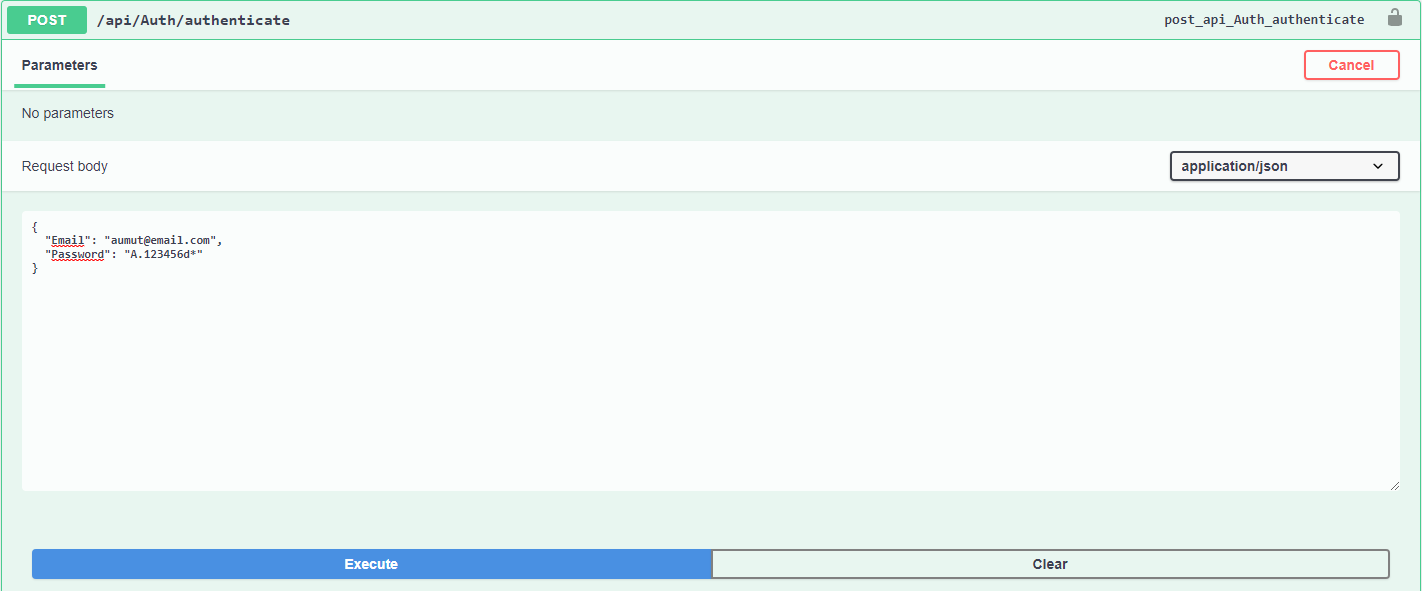 POST /api/Auth/authenticate post_api_Auth_authenticate
Parameters Cancel
No parameters
Request body application/json
{
"Email": "aumut@email.com",
"Password": "A.123456d*"
}
Execute Clear